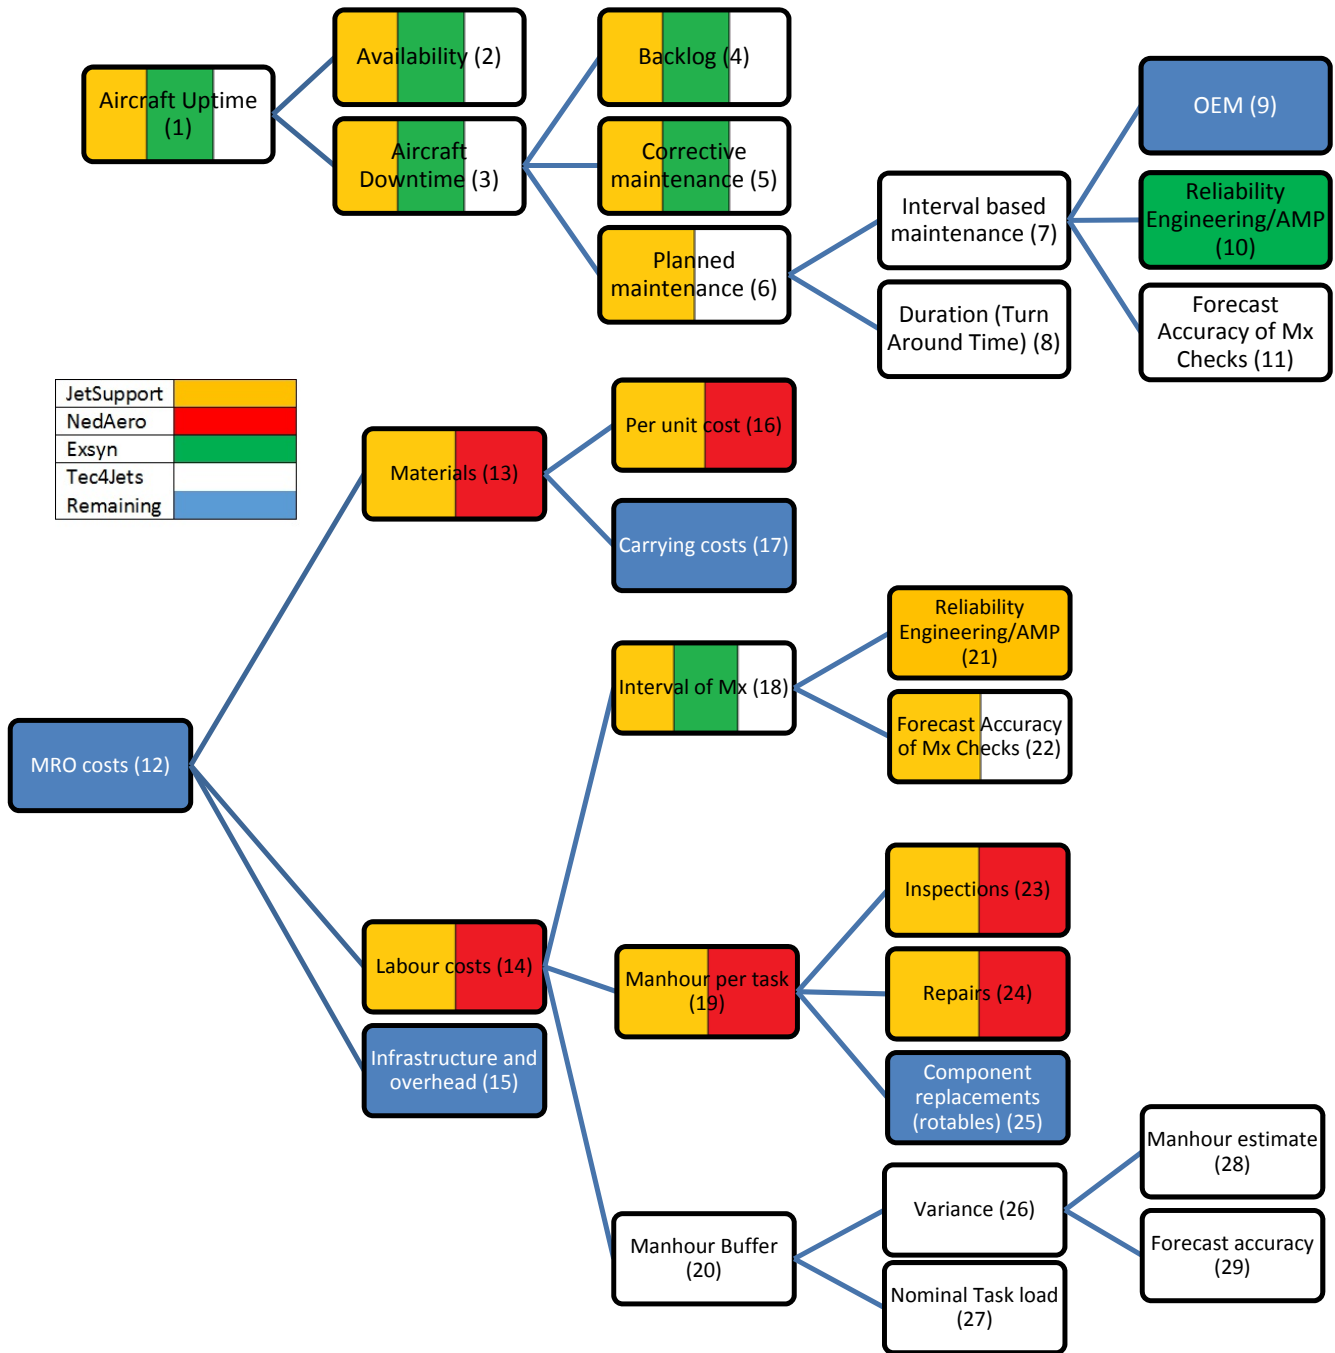 Aircraft Uptime
(1)
Availability (2)
Aircraft
Downtime (3)
Backlog (4)
Corrective
maintenance (5)
Planned
maintenance (6)
Interval based
maintenance (7)
Duration (Turn
Around Time) (8)
OEM (9)
Reliability
Engineering/AMP
(10)
Forecast
Accuracy of Mx
Checks (11)
JetSupport
NedAero
Exsyn
Tec4Jets
Remaining
MRO costs (12)
Materials (13)
Labour costs (14)
Infrastructure and
overhead (15)
Per unit cost (16)
Carrying costs (17)
Interval of Mx (18)
Manhour per task
(19)
Manhour Buffer
(20)
Reliability
Engineering/AMP
(21)
Forecast Accuracy
of Mx Checks (22)
Inspections (23)
Repairs (24)
Component
replacements
(rotables) (25)
Variance (26)
Nominal Task load
(27)
Manhour estimate
(28)
Forecast accuracy
(29)